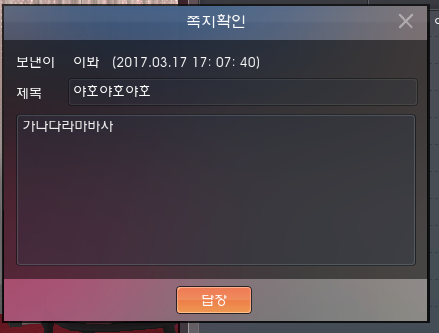 쪽지확인
보낸이 이봐 (2017.03.17 17: 07: 40)
제목 야호야호야호
가나다라마바사
답장